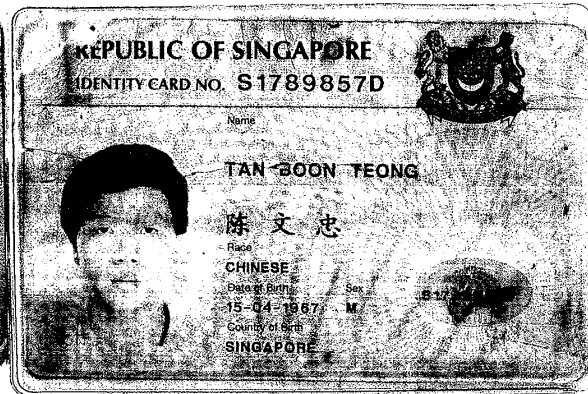 REPUBLIC OF SINGAPORE
IDENTITY CARD NO. S1789857D
Name
TAN BOON TEONG
陈文忠
Race
CHINESE
Date of Birth Sex
15-04-1967 M
Country of Birth
SINGAPORE